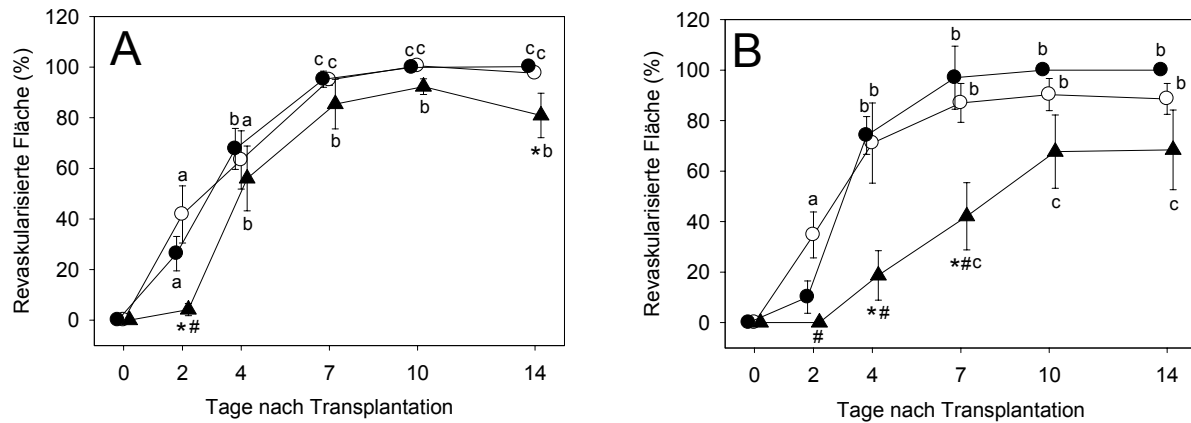 A
Revaskularisierte Fläche (%)
120
100
80
60
40
20
0
a
a
*#
b a
b
c c
b
c c
b
c c
*b
0 2 4 7 10 14
Tage nach Transplantation
B
Revaskularisierte Fläche (%)
120
100
80
60
40
20
0
a
#
b b
*#
b
b
*#c
b
b
c
b
b
c
0 2 4 7 10 14
Tage nach Transplantation